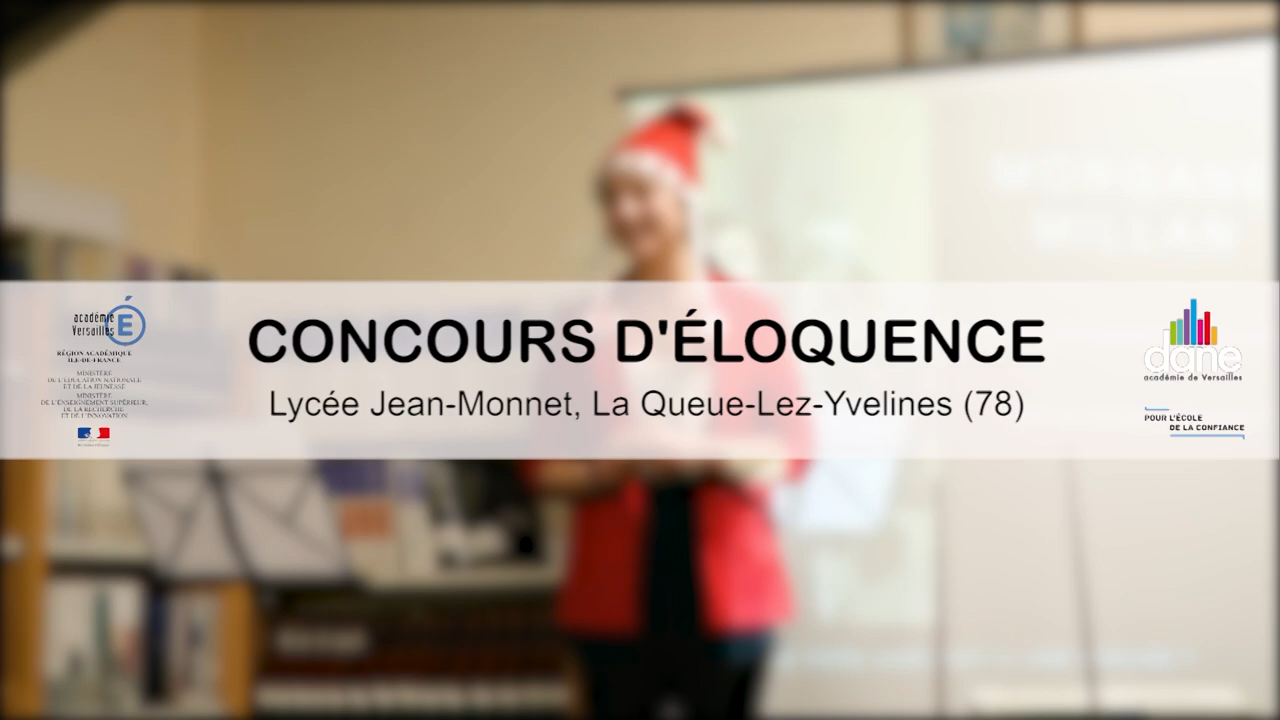 académie
Versailles
É
RÉGION ACADÉMIQUE
ILE-DE-FRANCE
MINISTÈRE
DE L'ÉDUCATION NATIONALE
ET DE LA JEUNESSE
MINISTÈRE
DE L'ENSEIGNEMENT SUPÉRIEUR,
DE LA RECHERCHE
ET DE L'INNOVATION
CONCOURS D'ÉLOQUENCE
Lycée Jean-Monnet, La Queue-Lez-Yvelines (78)
dane
académie de Versailles
POUR L'ÉCOLE
DE LA CONFIANCE